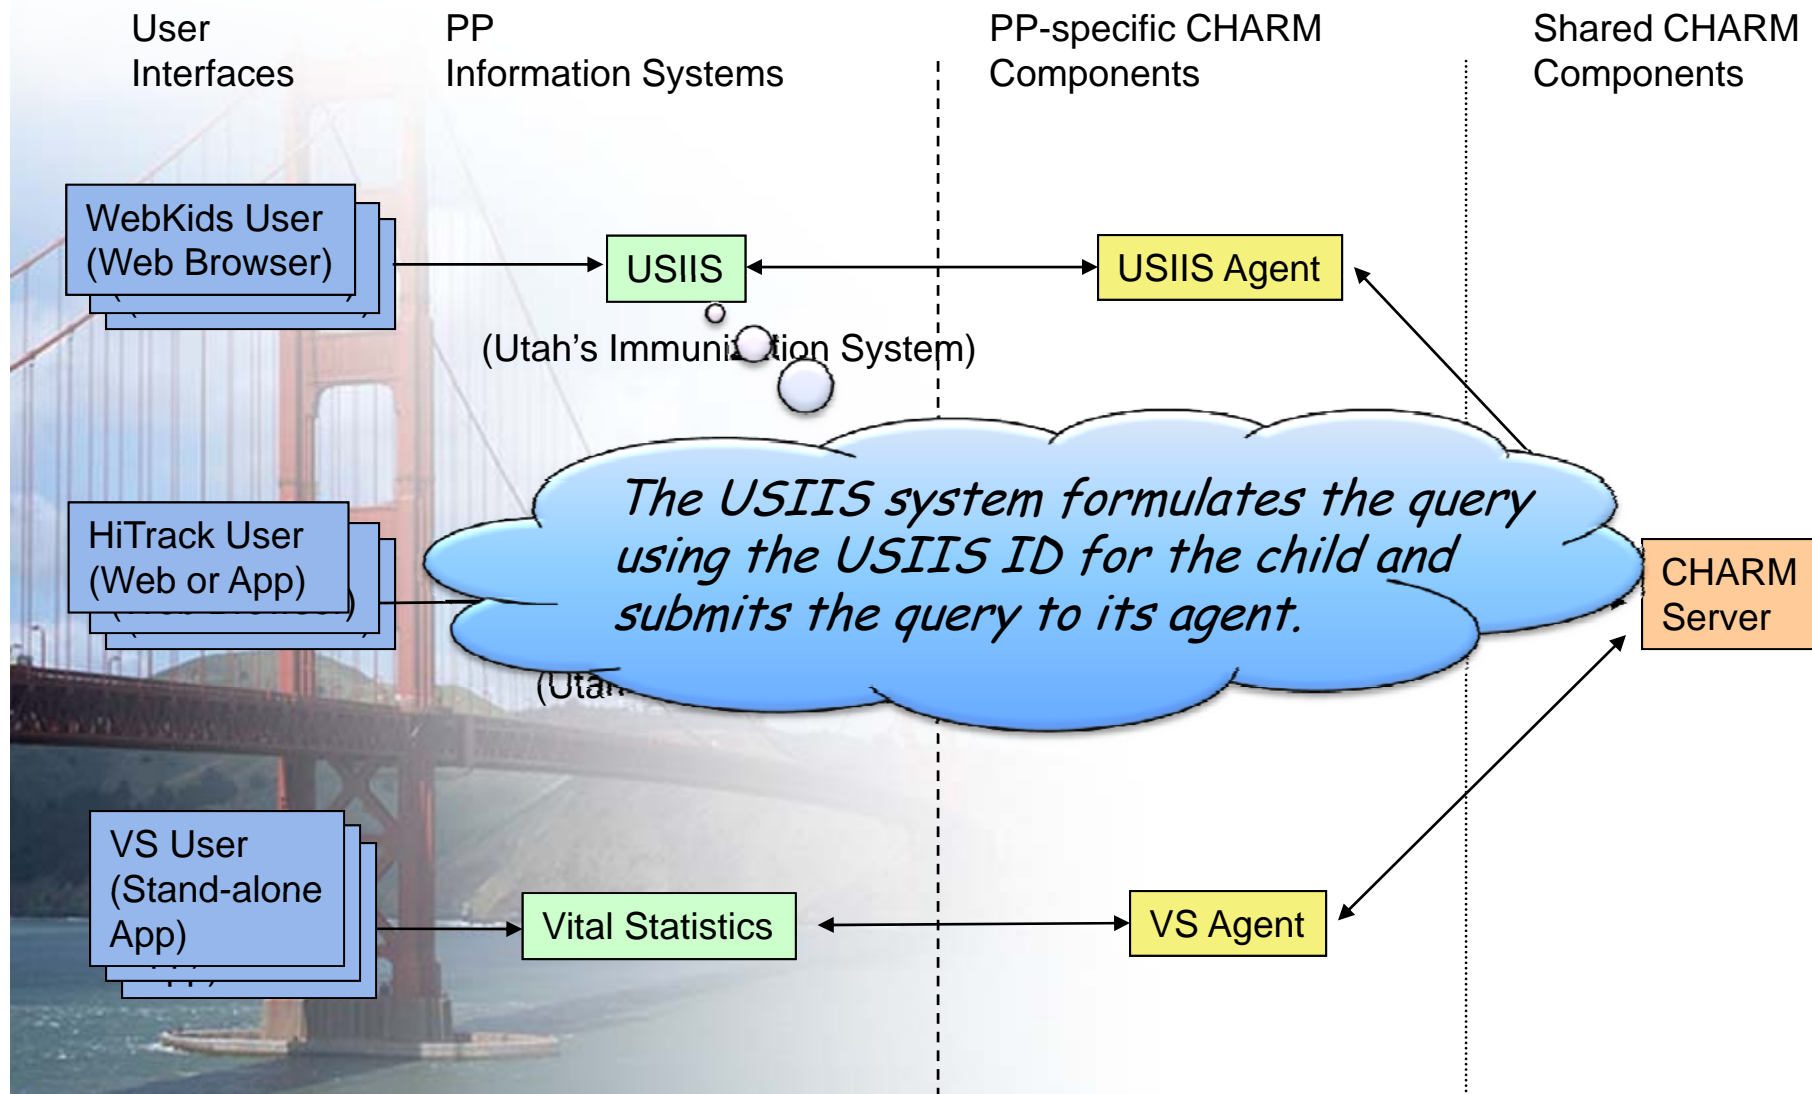 User
Interfaces
PP
Information Systems
PP-specific CHARM
Components
Shared CHARM
Components
WebKids User
(Web Browser)
USIIS
USIIS Agent
(Utah's Immunization System)
The USIIS system formulates the query
using the USIIS ID for the child and
submits the query to its agent.
HiTrack User
(Web or App)
CHARM
Server
VS User
(Stand-alone
App)
Vital Statistics
VS Agent